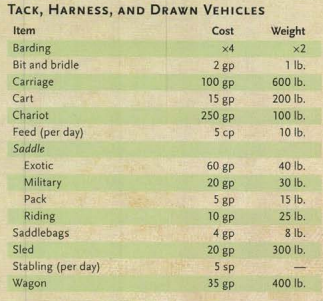 TACK, HARNESS, AND DRAWN VEHICLES
Item Cost Weight
Barding ×4 ×2
Bit and bridle 2 gp 1 lb.
Carriage 100 gp 600 lb.
Cart 15 gp 200 lb.
Chariot 250 gp 100 lb.
Feed (per day) 5 cp 10 lb.
Saddle
Exotic 60 gp 40 lb.
Military 20 gp 30 lb.
Pack 5 gp 15 lb.
Riding 10 gp 25 lb.
Saddlebags 4 gp 8 lb.
Sled 20 gp 300 lb.
Stabling (per day) 5 sp —
Wagon 35 gp 400 lb.